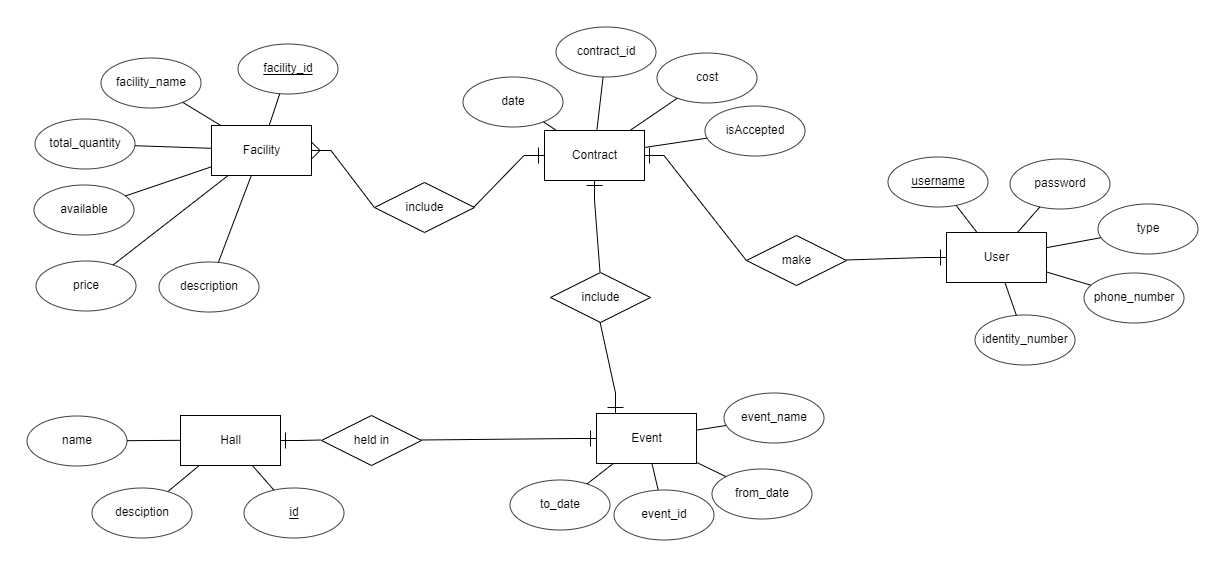 contract_id
facility_id
facility_name
cost
date
isAccepted
total_quantity
Facility
Contract
username
password
available
include
type
User
make
price
description
include
phone_number
identity_number
event_name
name
Hall
held in
Event
from_date
to_date
desciption
id
event_id